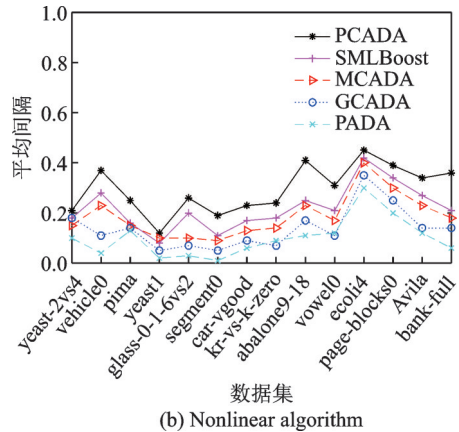 1.0
0.8
0.6
0.4
0.2
0.0
平均间隔
PCADA
SMLBoost
MCADA
GCADA
PADA
yeast-2vs4
vehicle0
pima
yeast1
glass-0-1-6vs2
segment0
car-vgood
kr-vs-k-zero
abalone9-18
vowel0
ecoli4
page-blocks0
Avila
bank-full
数据集
(b) Nonlinear algorithm